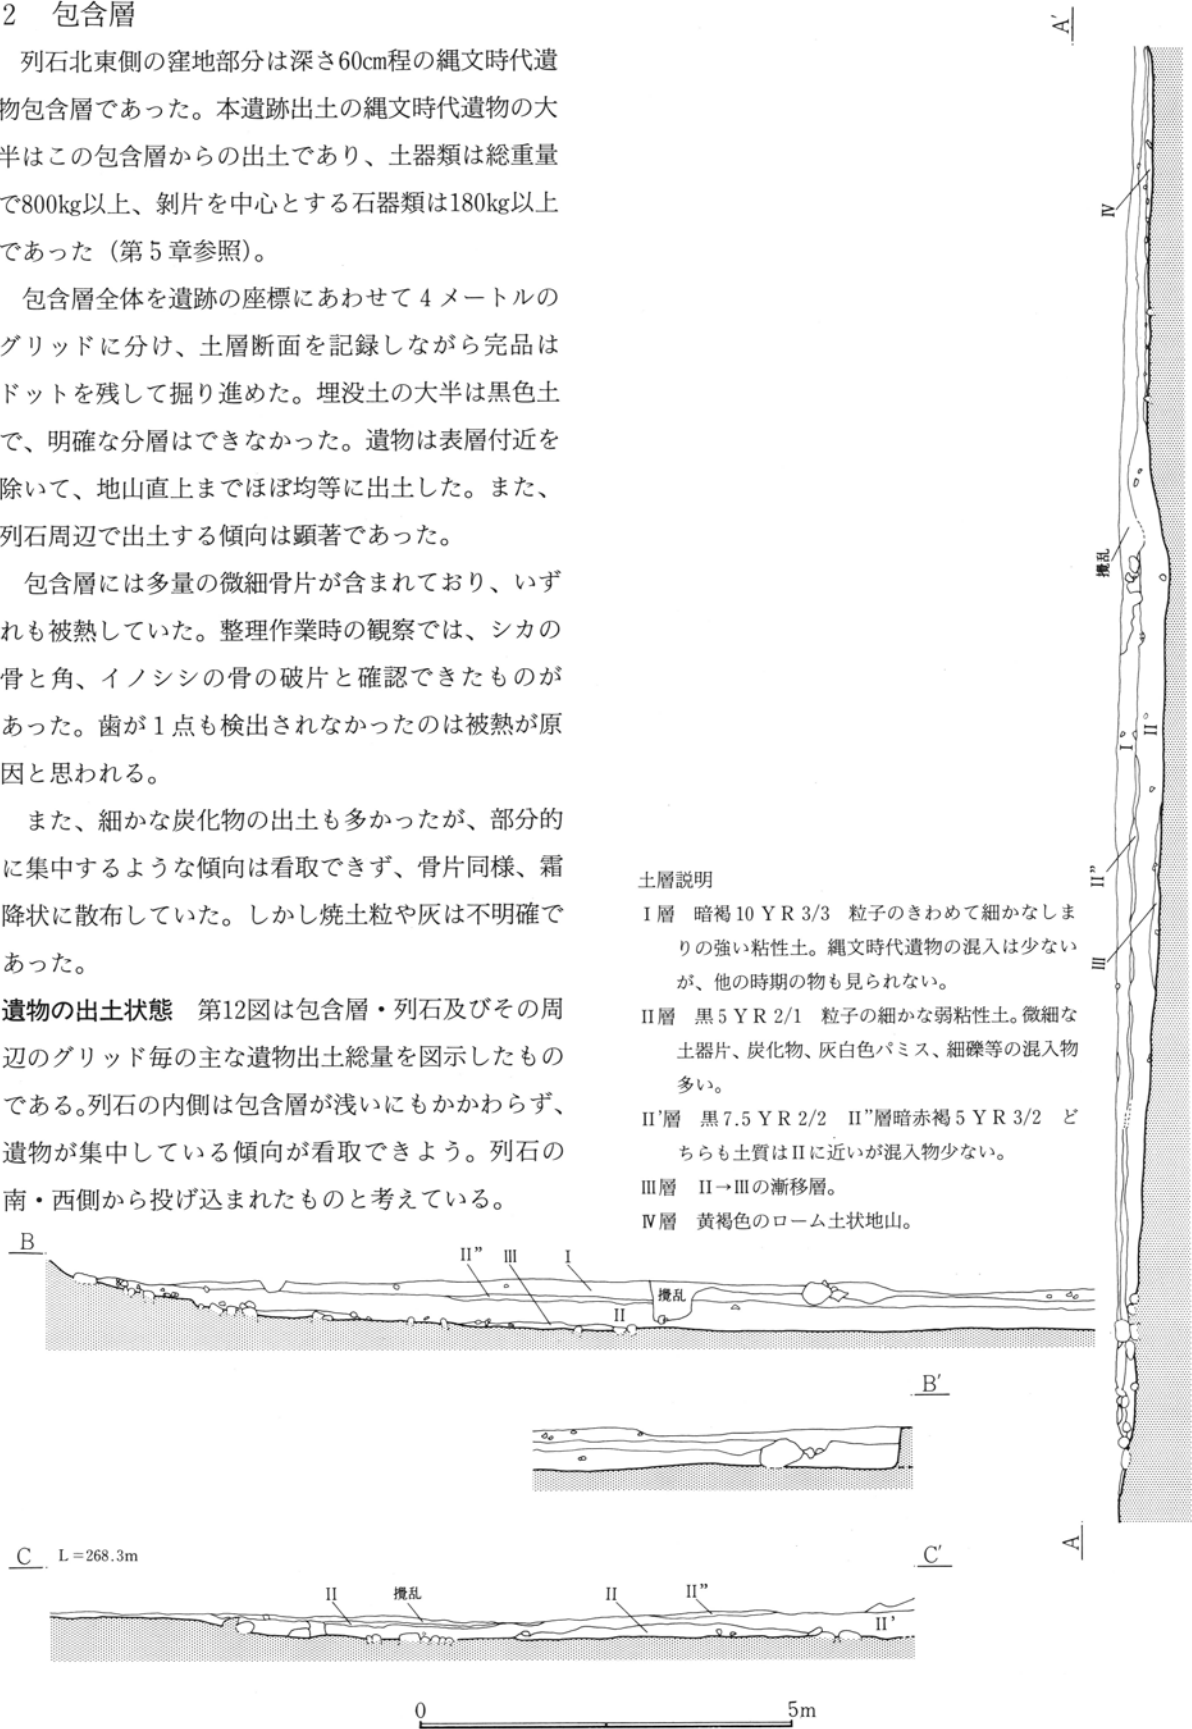 2　包含層
列石北東側の窪地部分は深さ60cm程の縄文時代遺
物包含層であった。本遺跡出土の縄文時代遺物の大
半はこの包含層からの出土であり、土器類は総重量
で800kg以上、剝片を中心とする石器類は180kg以上
であった（第5章参照）。
包含層全体を遺跡の座標にあわせて4メートルの
グリッドに分け、土層断面を記録しながら完品は
ドットを残して掘り進めた。埋没土の大半は黒色土
で、明確な分層はできなかった。遺物は表層付近を
除いて、地山直上までほぼ均等に出土した。また、
列石周辺で出土する傾向は顕著であった。
包含層には多量の微細骨片が含まれており、いず
れも被熱していた。整理作業時の観察では、シカの
骨と角、イノシシの骨の破片と確認できたものが
あった。歯が1点も検出されなかったのは被熱が原
因と思われる。
また、細かな炭化物の出土も多かったが、部分的
に集中するような傾向は看取できず、骨片同様、霜
降状に散布していた。しかし焼土粒や灰は不明確で
あった。
遺物の出土状態　第12図は包含層・列石及びその周
辺のグリッド毎の主な遺物出土総量を図示したもの
である。列石の内側は包含層が浅いにもかかわらず、
遺物が集中している傾向が看取できよう。列石の
南・西側から投げ込まれたものと考えている。
土層説明
Ⅰ層　暗褐10ＹＲ3/3　粒子のきわめて細かなしま
りの強い粘性土。縄文時代遺物の混入は少ない
が、他の時期の物も見られない。
Ⅱ層　黒5ＹＲ2/1　粒子の細かな弱粘性土。微細な
土器片、炭化物、灰白色パミス、細礫等の混入物
多い。
Ⅱ’層　黒7.5ＹＲ2/2　Ⅱ”層暗赤褐5ＹＲ3/2　ど
ちらも土質はⅡに近いが混入物少ない。
Ⅲ層　Ⅱ→Ⅲの漸移層。
Ⅳ層　黄褐色のローム土状地山。
A′
Ⅳ
攪乱
Ⅰ
Ⅱ
Ⅱ”
Ⅲ
A
B
Ⅱ”　Ⅲ　Ⅰ
攪乱
Ⅱ
B′
C　L=268.3m
C′
Ⅱ　攪乱　Ⅱ　Ⅱ”
Ⅱ’
0　5m